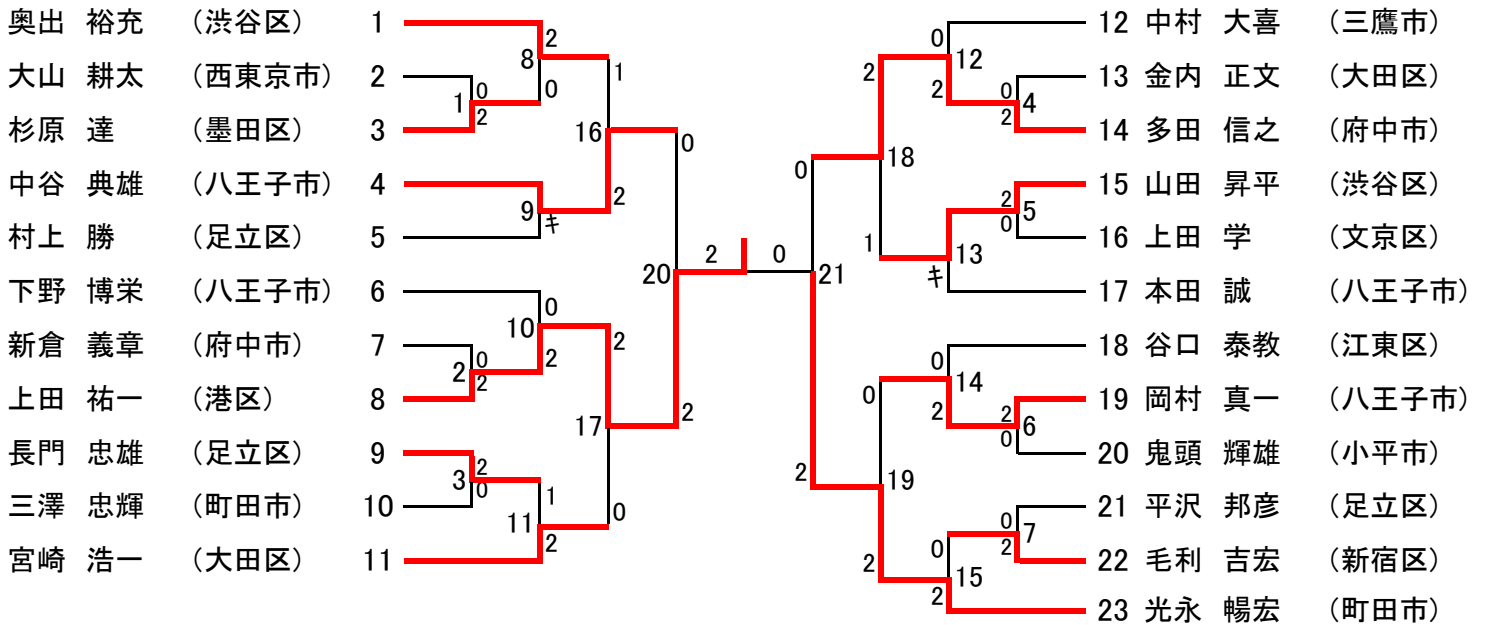 奥出 裕充 （渋谷区） 1
大山 耕太 （西東京市） 2
杉原 達 （墨田区） 3
中谷 典雄 （八王子市） 4
村上 勝 （足立区） 5
下野 博栄 （八王子市） 6
新倉 義章 （府中市） 7
上田 祐一 （港区） 8
長門 忠雄 （足立区） 9
三澤 忠輝 （町田市） 10
宮崎 浩一 （大田区） 11
2
8
0
1
0
2
1
16
2
9
キ
0
10
2
2
0
2
2
17
3
2
0
1
11
2
0
0
20
2
2
0
21
0
2
0
12
2
2
0
4
2
18
1
2
5
0
13
キ
0
14
2
0
2
6
0
19
2
0
7
2
0
15
2
12 中村 大喜 （三鷹市）
13 金内 正文 （大田区）
14 多田 信之 （府中市）
15 山田 昇平 （渋谷区）
16 上田 学 （文京区）
17 本田 誠 （八王子市）
18 谷口 泰教 （江東区）
19 岡村 真一 （八王子市）
20 鬼頭 輝雄 （小平市）
21 平沢 邦彦 （足立区）
22 毛利 吉宏 （新宿区）
23 光永 暢宏 （町田市）